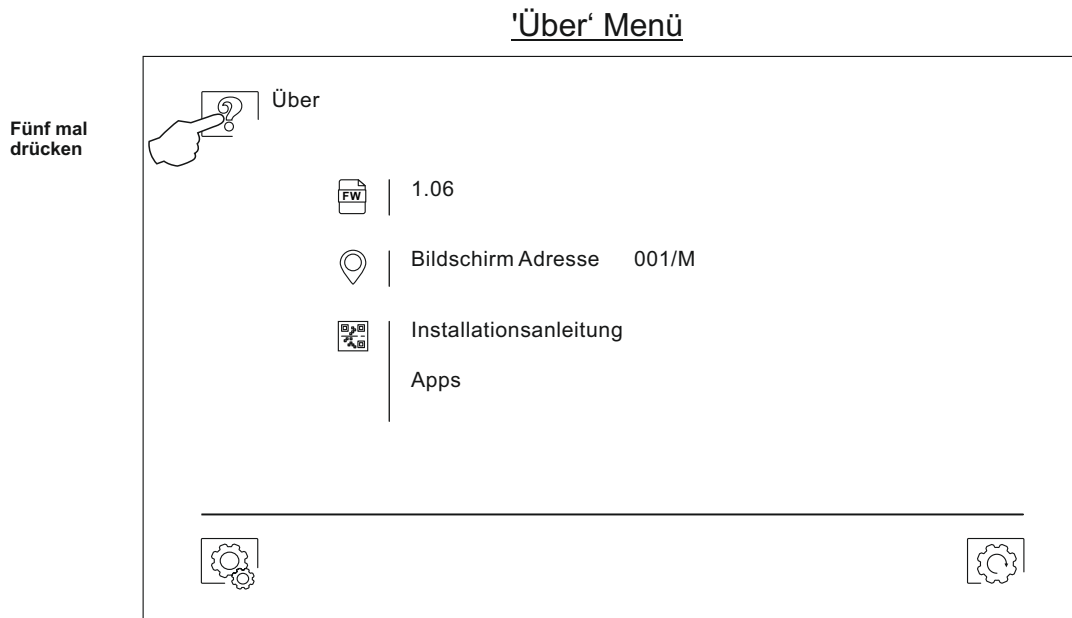 'Über‘ Menü
Fünf mal
drücken
Über
FW
1.06
Bildschirm Adresse 001/M
Installationsanleitung
Apps